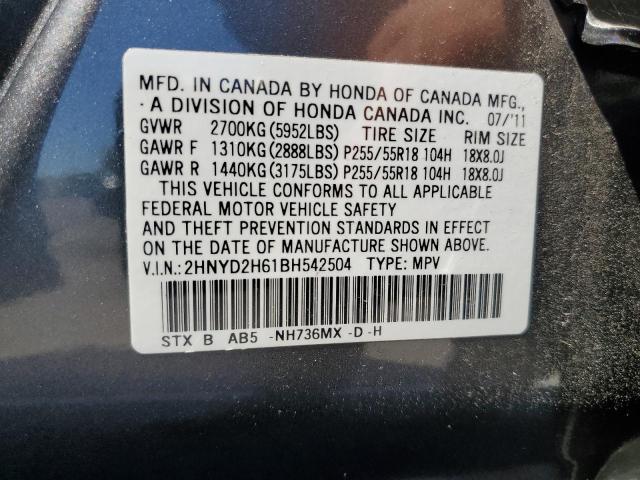 MFD. IN CANADA BY HONDA OF CANADA MFG.,
· A DIVISION OF HONDA CANADA INC. 07/'11
GVWR 2700KG(5952LBS) TIRE SIZE RIM SIZE
GAWR F 1310KG(2888LBS) P255/55R18 104H 18X8.0J
GAWR R 1440KG(3175LBS) P255/55R18 104H 18X8.0J
THIS VEHICLE CONFORMS TO ALL APPLICABLE
FEDERAL MOTOR VEHICLE SAFETY
AND THEFT PREVENTION STANDARDS IN EFFECT
ON THE DATE OF MANUFACTURE SHOWN ABOVE.
V.I.N.: 2HNYD2H61BH542504 TYPE: MPV
STX B AB5 -NH736MX -D -H